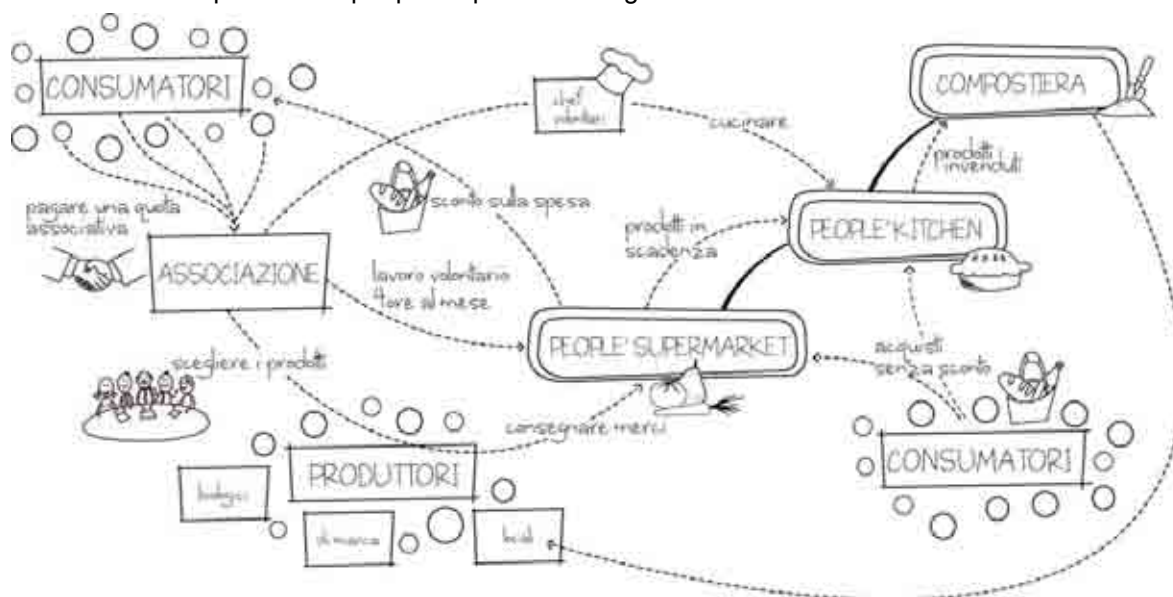 CONSUMATORI
chef
volontari
COMPOSTIERA
cucinare
prodotti
invenduti
pagare una quota
associativa
sconto sulla spesa
prodotti in
scadenza
PEOPLE'KITCHEN
ASSOCIAZIONE
lavoro volontario
4ore al mese
PEOPLE'SUPERMARKET
acquisti
senza sconto
scegliere i prodotti
consegnare merci
PRODUTTORI
CONSUMATORI
biologici
di marca
locali